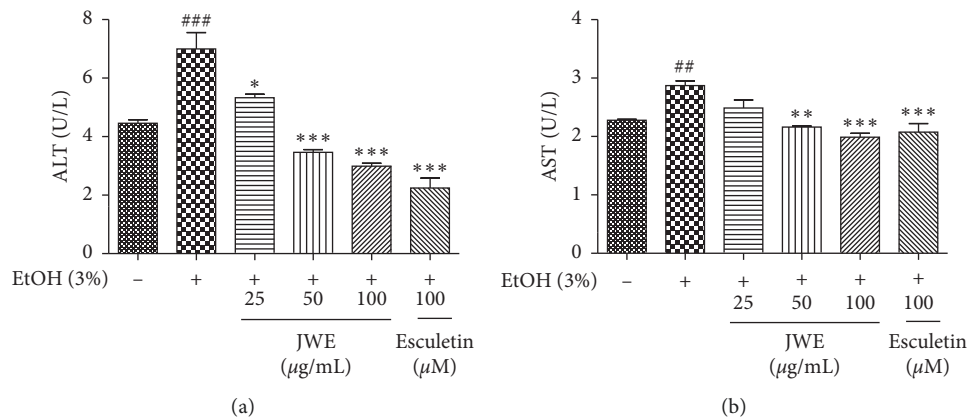 8
6
4
2
0
ALT (U/L)
###
*
***
***
***
EtOH (3%)
− + + + + +
25 50 100 100
JWE
(μg/mL)
Esculetin
(μM)
(a)
4
3
2
1
0
AST (U/L)
##
**
***
***
EtOH (3%)
− + + + + +
25 50 100 100
JWE
(μg/mL)
Esculetin
(μM)
(b)